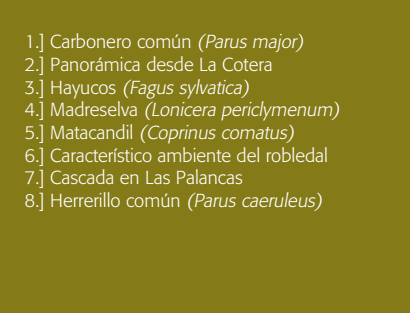 1.] Carbonero común (Parus major)
2.] Panorámica desde La Cotera
3.] Hayucos (Fagus sylvatica)
4.] Madreselva (Lonicera periclymenum)
5.] Matacandil (Coprinus comatus)
6.] Característico ambiente del robledal
7.] Cascada en Las Palancas
8.] Herrerillo común (Parus caeruleus)